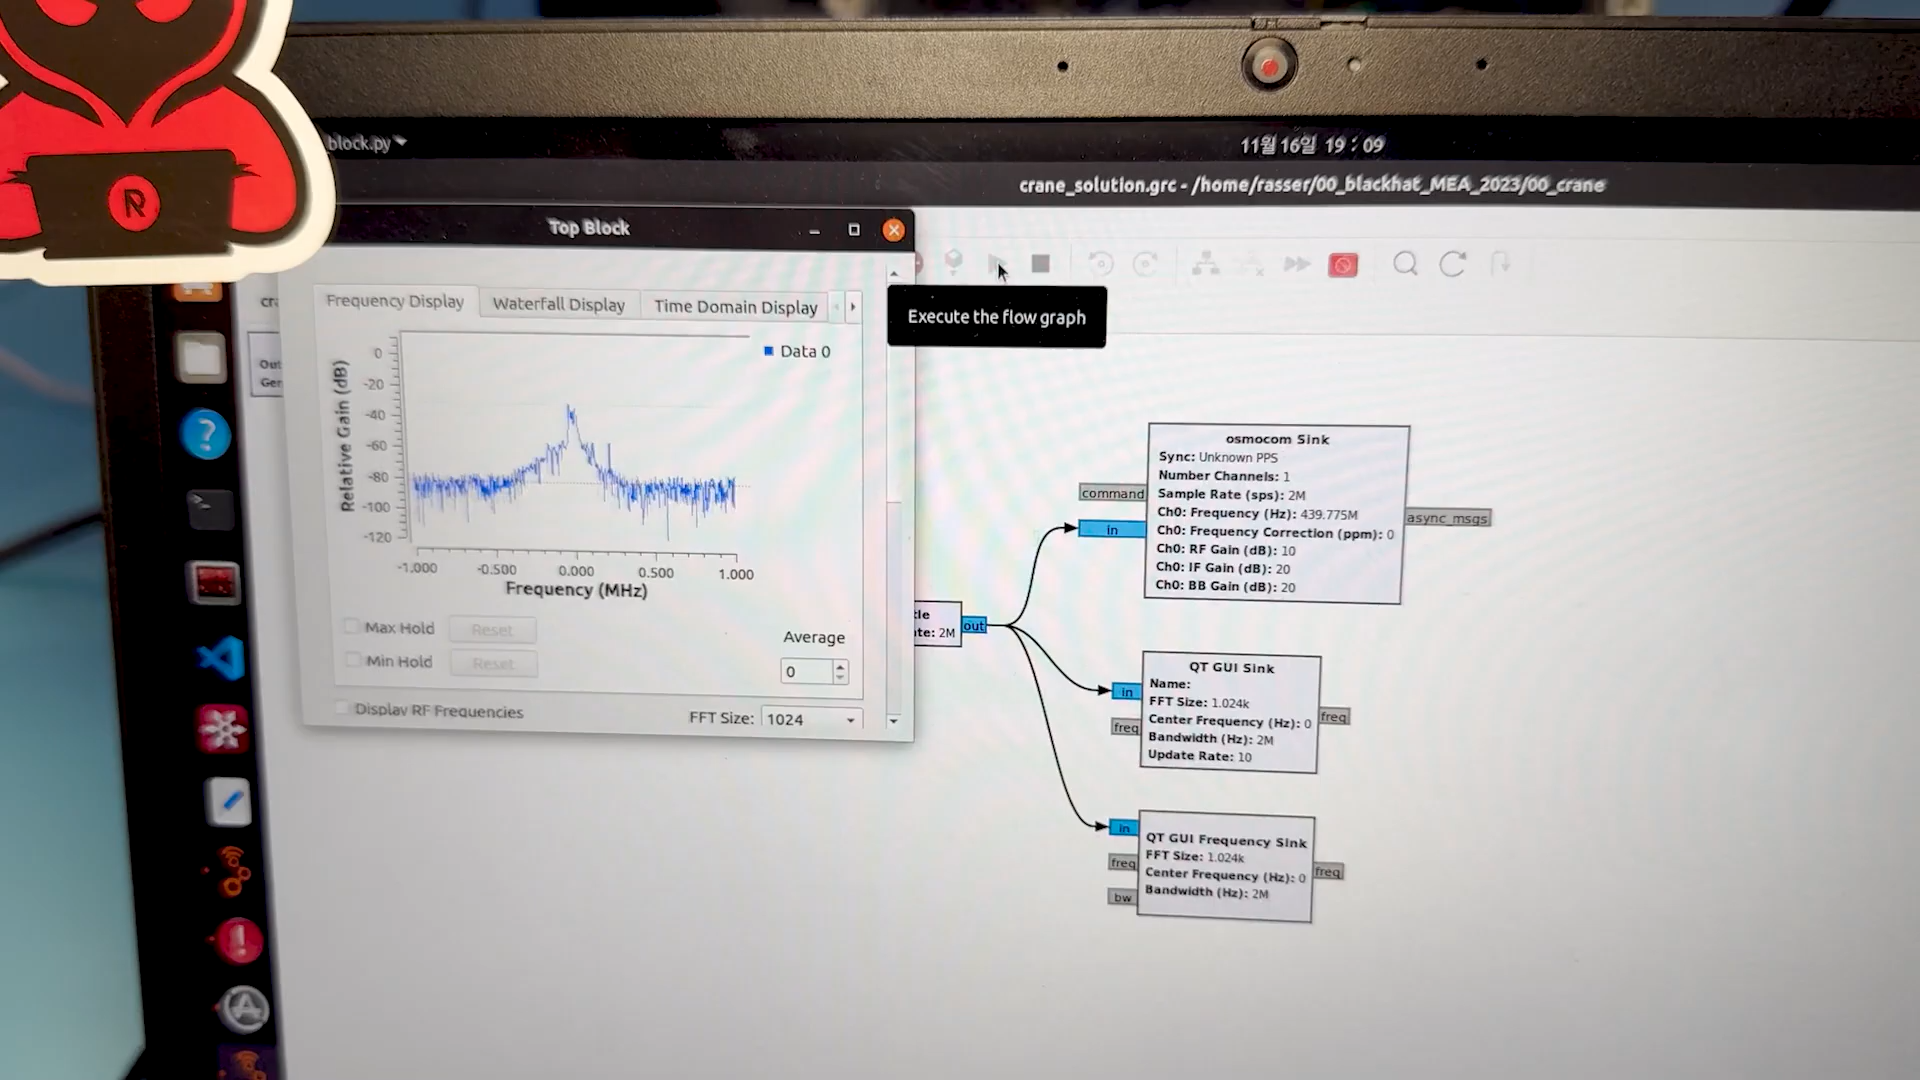 block.py
11월 16일 19 : 09
crane_solution.grc - /home/rasser/00_blackhat_MEA_2023/00_crane
Top Block
Frequency Display
Waterfall Display
Time Domain Display
Execute the flow graph
Data 0
Relative Gain (dB)
0
-20
-40
-60
-80
-100
-120
-1.000
-0.500
0.000
0.500
1.000
Frequency (MHz)
Max Hold
Reset
Min Hold
Reset
Average
0
Display RF Frequencies
FFT Size:
1024
out
command
in
osmocom Sink
Sync: Unknown PPS
Number Channels: 1
Sample Rate (sps): 2M
Ch0: Frequency (Hz): 439.775M
Ch0: Frequency Correction (ppm): 0
Ch0: RF Gain (dB): 10
Ch0: IF Gain (dB): 20
Ch0: BB Gain (dB): 20
async_msgs
in
freq
QT GUI Sink
Name:
FFT Size: 1.024k
Center Frequency (Hz): 0
Bandwidth (Hz): 2M
Update Rate: 10
freq
in
freq
bw
QT GUI Frequency Sink
FFT Size: 1.024k
Center Frequency (Hz): 0
Bandwidth (Hz): 2M
freq
R